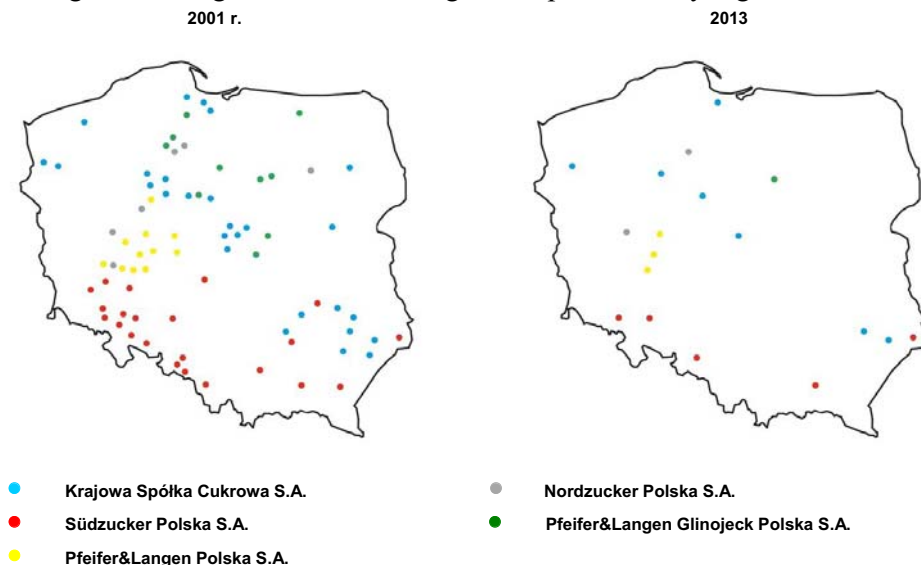 2001 r.
2013
Krajowa Spółka Cukrowa S.A.
Nordzucker Polska S.A.
Südzucker Polska S.A.
Pfeifer&Langen Glinojeck Polska S.A.
Pfeifer&Langen Polska S.A.